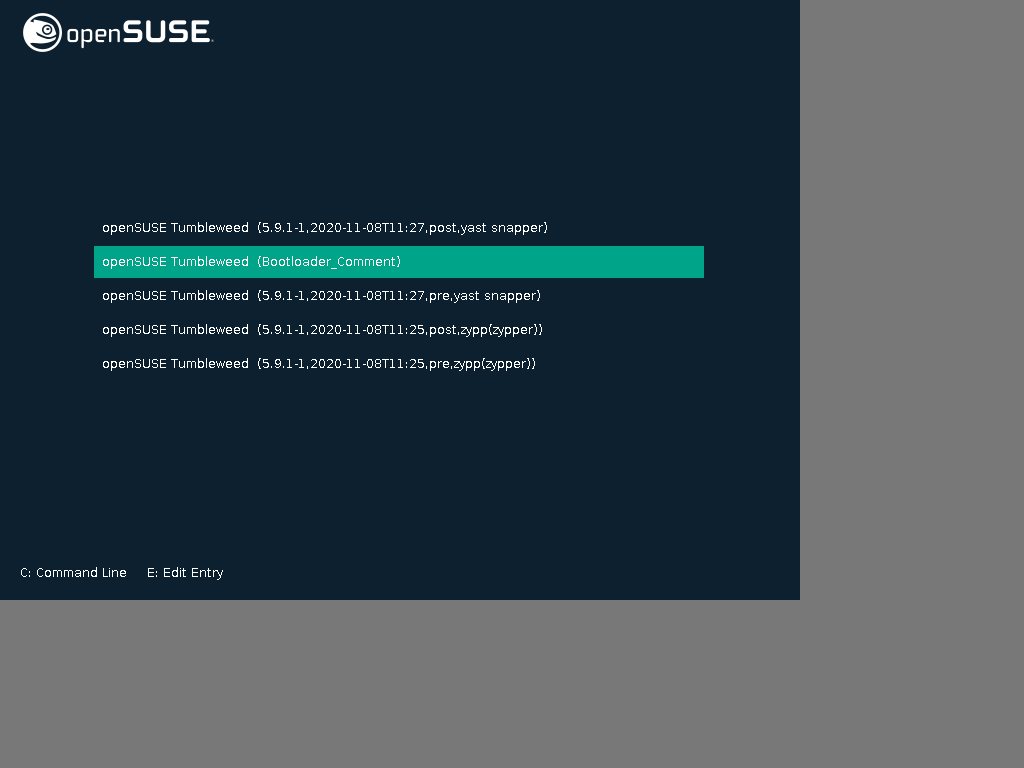 openSUSE.
openSUSE Tumbleweed  (5.9.1-1,2020-11-08T11:27,post,yast snapper)
openSUSE Tumbleweed  (Bootloader_Comment)
openSUSE Tumbleweed  (5.9.1-1,2020-11-08T11:27,pre,yast snapper)
openSUSE Tumbleweed  (5.9.1-1,2020-11-08T11:25,post,zypp(zypper))
openSUSE Tumbleweed  (5.9.1-1,2020-11-08T11:25,pre,zypp(zypper))
C: Command Line     E: Edit Entry